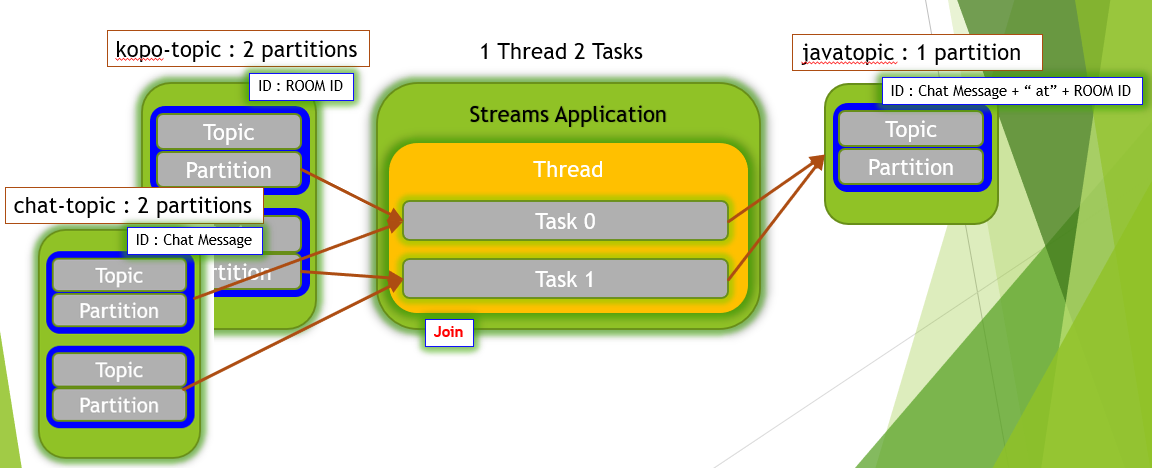 kopo-topic : 2 partitions
ID : ROOM ID
Topic
Partition
chat-topic : 2 partitions
ID : Chat Message
Topic
Partition
Topic
Partition
rtition
1 Thread 2 Tasks
Streams Application
Thread
Task 0
Task 1
Join
javatopic : 1 partition
ID : Chat Message + “ at” + ROOM ID
Topic
Partition